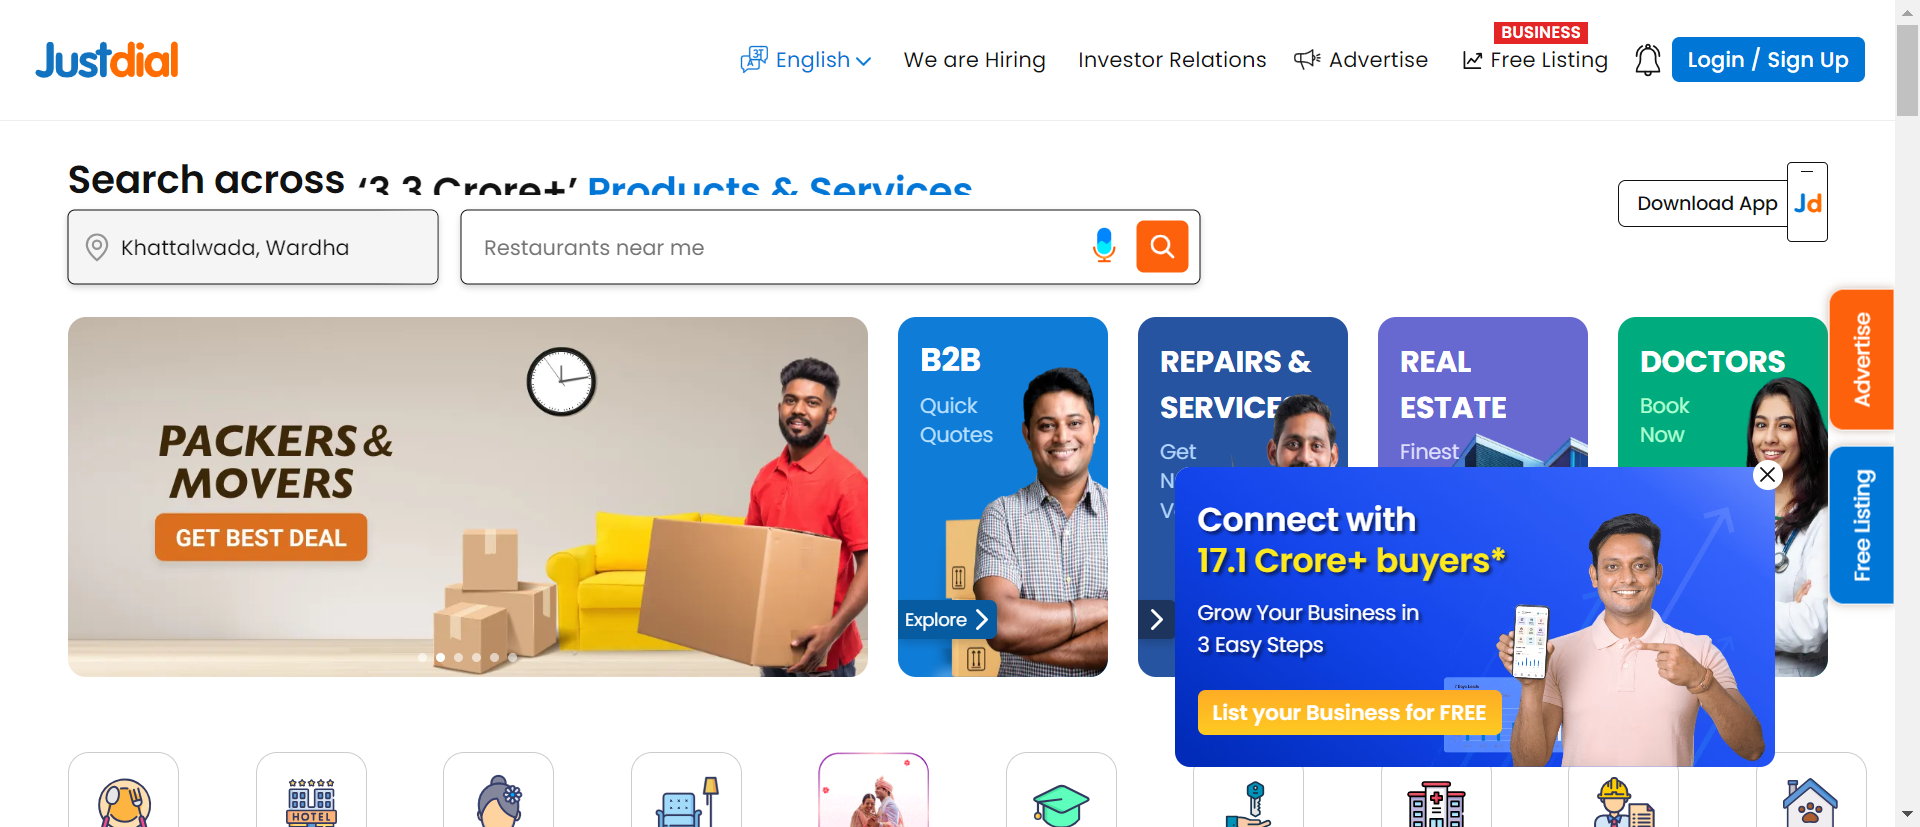 Justdial
English
We are Hiring
Investor Relations
Advertise
BUSINESS
Free Listing
Login / Sign Up
Search across '3.3 Crore+' Products & Services
Khattalwada, Wardha
Restaurants near me
Download App
Jd
PACKERS &
MOVERS
GET BEST DEAL
B2B
Quick
Quotes
Explore
REPAIRS &
SERVICES
Get
REAL
ESTATE
Finest
DOCTORS
Book
Now
Advertise
Free Listing
Connect with
17.1 Crore+ buyers*
Grow Your Business in
3 Easy Steps
List your Business for FREE
HOTEL